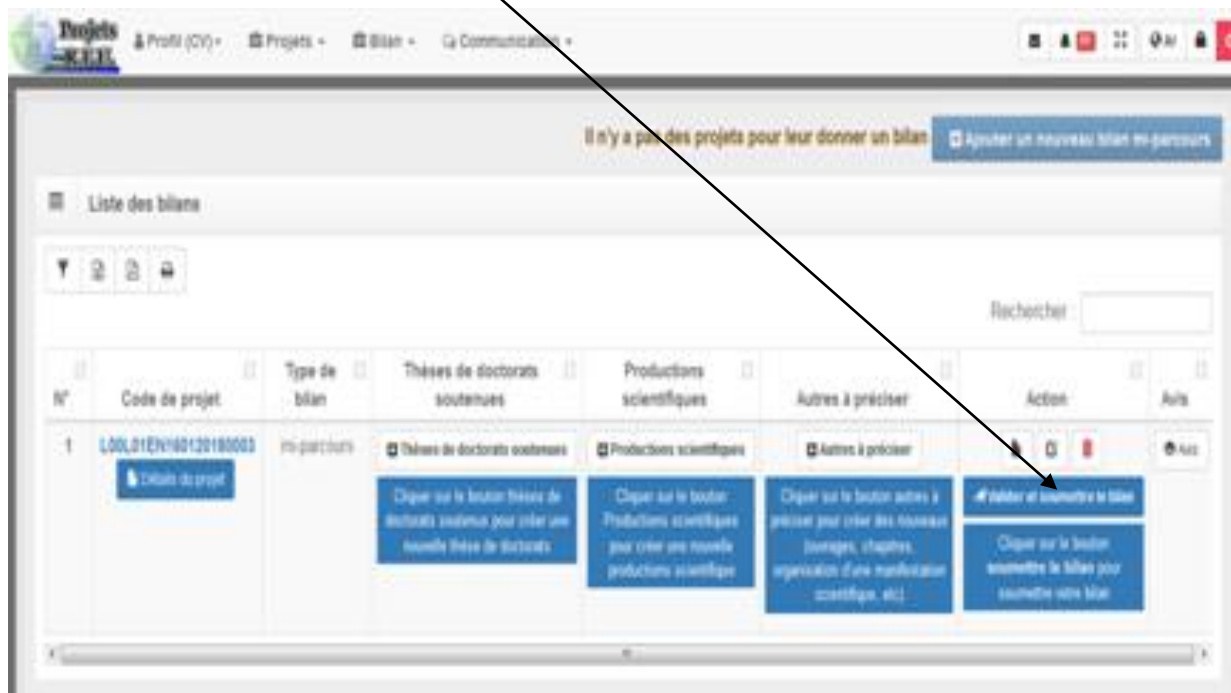 Projets
Profil (CV)
Projets
Bilan
Communication
Il n'y a pas des projets pour leur donner un bilan
Ajouter un nouveau bilan mi-parcours
Liste des bilans
Rechercher
N°
Code de projet
Type de bilan
Thèses de doctorats soutenues
Productions scientifiques
Autres à préciser
Action
Avis
1
L00L01EN160120180003
mi-parcours
Thèses de doctorats soutenues
Productions scientifiques
Autres à préciser
Avis
Détails du projet
Cliquer sur le bouton thèses de
doctorats soutenus pour créer une
nouvelle thèse de doctorats
Cliquer sur le bouton
Productions scientifiques
pour créer une nouvelle
productions scientifique
Cliquer sur le bouton autres à
préciser pour créer des nouveaux
(ouvrages, chapitres,
organisation d'une manifestation
scientifique, etc)
Valider et soumettre le bilan
Cliquer sur le bouton
soumettre le bilan pour
soumettre votre bilan